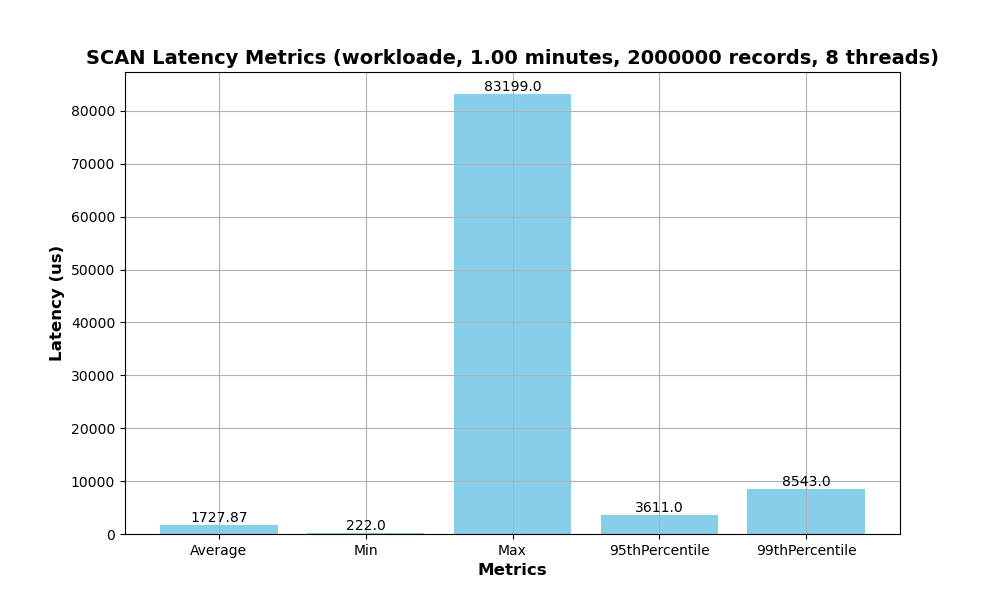 SCAN Latency Metrics (workloade, 1.00 minutes, 2000000 records, 8 threads)
Latency (us)
80000
70000
60000
50000
40000
30000
20000
10000
0
1727.87
222.0
83199.0
3611.0
8543.0
Average
Min
Max
95thPercentile
99thPercentile
Metrics